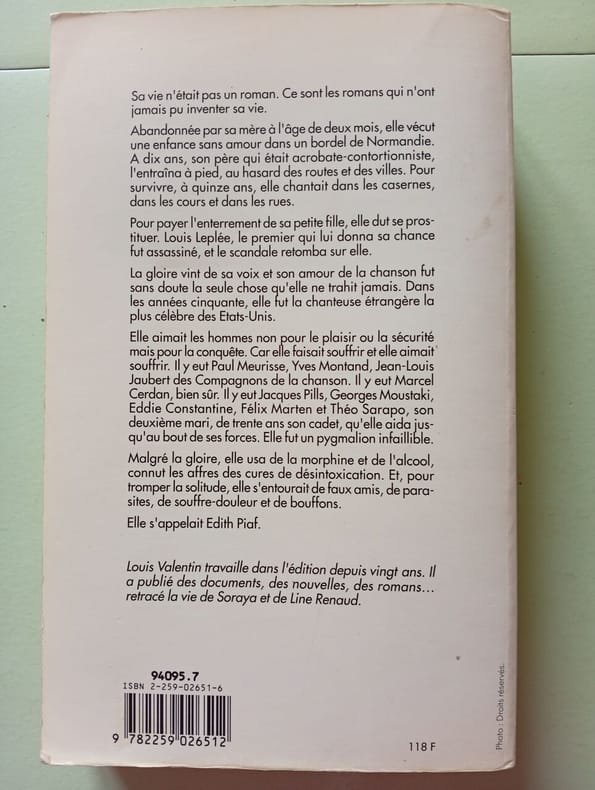 Sa vie n'était pas un roman. Ce sont les romans qui n'ont
jamais pu inventer sa vie.
Abandonnée par sa mère à l'âge de deux mois, elle vécut
une enfance sans amour dans un bordel de Normandie.
A dix ans, son père qui était acrobate-contortionniste,
l'entraîna à pied, au hasard des routes et des villes. Pour
survivre, à quinze ans, elle chantait dans les casernes,
dans les cours et dans les rues.
Pour payer l'enterrement de sa petite fille, elle dut se pros-
tituer. Louis Leplée, le premier qui lui donna sa chance
fut assassiné, et le scandale retomba sur elle.
La gloire vint de sa voix et son amour de la chanson fut
sans doute la seule chose qu'elle ne trahit jamais. Dans
les années cinquante, elle fut la chanteuse étrangère la
plus célèbre des Etats-Unis.
Elle aimait les hommes non pour le plaisir ou la sécurité
mais pour la conquête. Car elle faisait souffrir et elle aimait
souffrir. Il y eut Paul Meurisse, Yves Montand, Jean-Louis
Jaubert des Compagnons de la chanson. Il y eut Marcel
Cerdan, bien sûr. Il y eut Jacques Pills, Georges Moustaki,
Eddie Constantine, Félix Marten et Théo Sarapo, son
deuxième mari, de trente ans son cadet, qu'elle aida jus-
qu'au bout de ses forces. Elle fut un pygmalion infaillible.
Malgré la gloire, elle usa de la morphine et de l'alcool,
connut les affres des cures de désintoxication. Et, pour
tromper la solitude, elle s'entourait de faux amis, de para-
sites, de souffre-douleur et de bouffons.
Elle s'appelait Edith Piaf.
Louis Valentin travaille dans l'édition depuis vingt ans. Il
a publié des documents, des nouvelles, des romans...
retracé la vie de Soraya et de Line Renaud.
94095.7
ISBN 2-259-02651-6
9 782259 026512
118 F
Photo : Droits réservés.